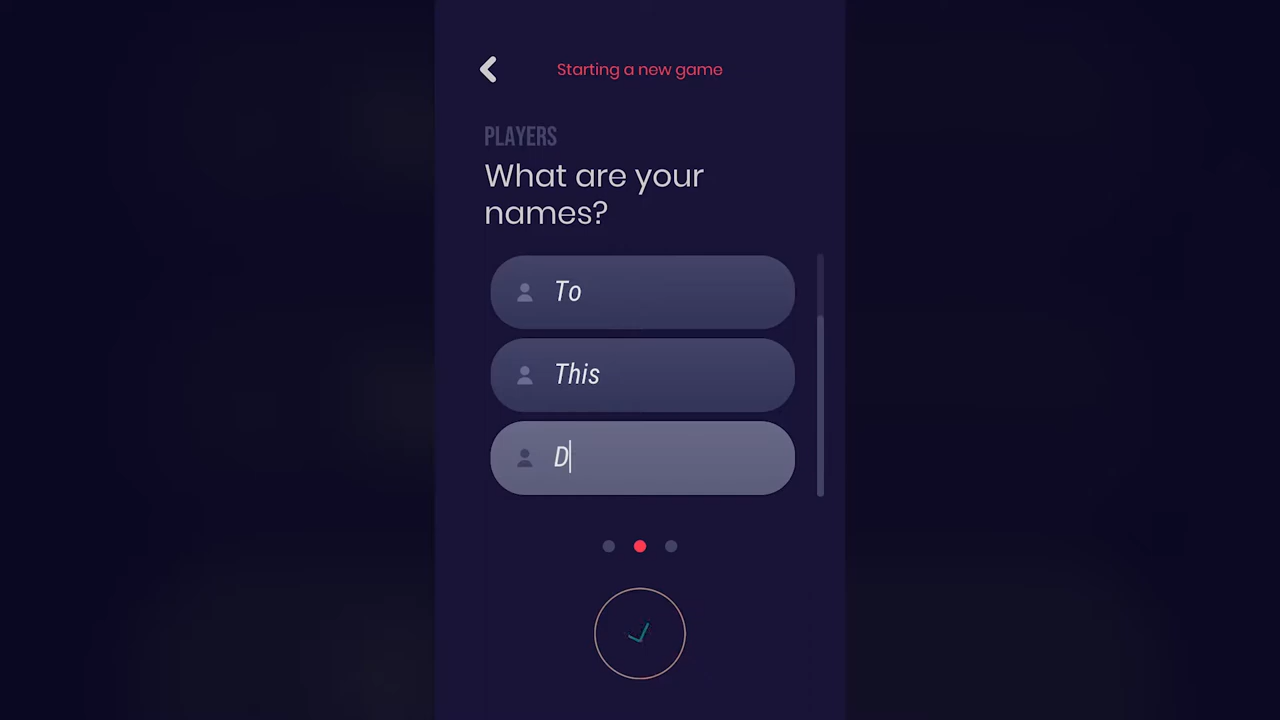 Starting a new game
PLAYERS
What are your
names?
To
This
D